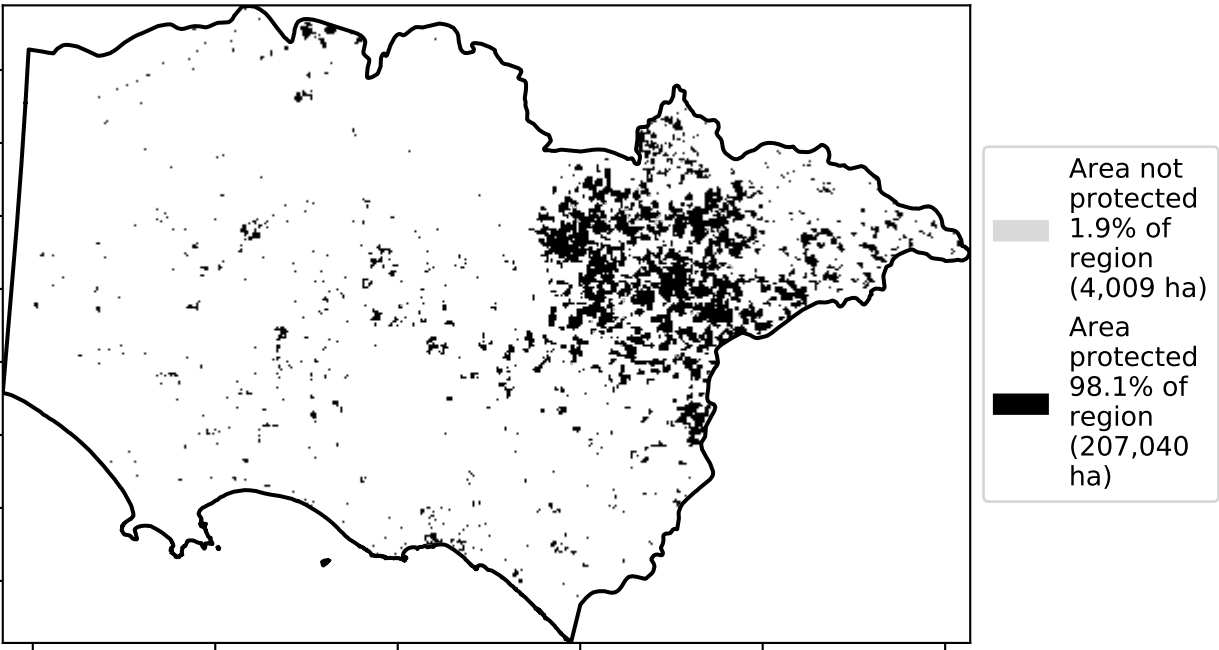 Area not
protected
1.9% of
region
(4,009 ha)
Area
protected
98.1% of
region
(207,040
ha)